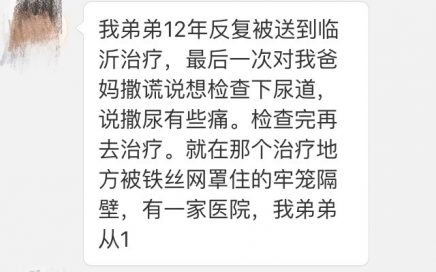 我弟弟12年反复被送到临
沂治疗，最后一次对我爸
妈撒谎说想检查下尿道，
说撒尿有些痛。检查完再
去治疗。就在那个治疗地
方被铁丝网罩住的牢笼隔
壁，有一家医院，我弟弟
从1